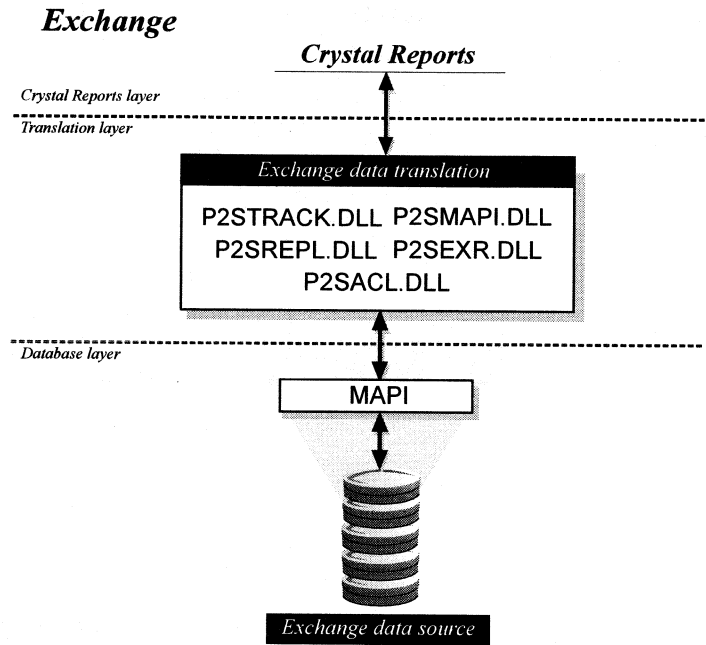 Exchange
Crystal Reports
Crystal Reports layer
Translation layer
Exchange data translation
P2STRACK.DLL P2SMAPI.DLL
P2SREPL.DLL P2SEXR.DLL
P2SACL.DLL
Database layer
MAPI
Exchange data source